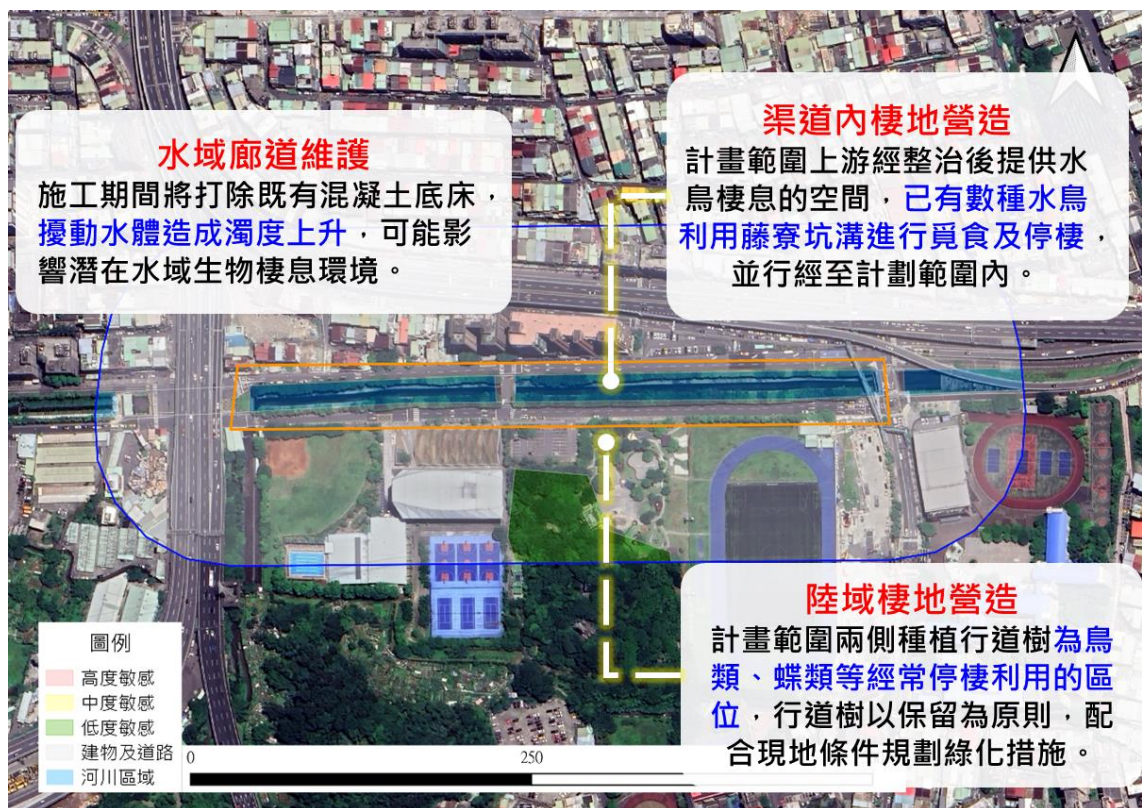 水域廊道維護
施工期間將打除既有混凝土底床，
擾動水體造成濁度上升，可能影
響潛在水域生物棲息環境。
渠道內棲地營造
計畫範圍上游經整治後提供水
鳥棲息的空間，已有數種水鳥
利用藤寮坑溝進行覓食及停棲，
並行經至計劃範圍內。
陸域棲地營造
計畫範圍兩側種植行道樹為鳥
類、蝶類等經常停棲利用的區
位，行道樹以保留為原則，配
合現地條件規劃綠化措施。
圖例
高度敏感
中度敏感
低度敏感
建物及道路
河川區域
0
250